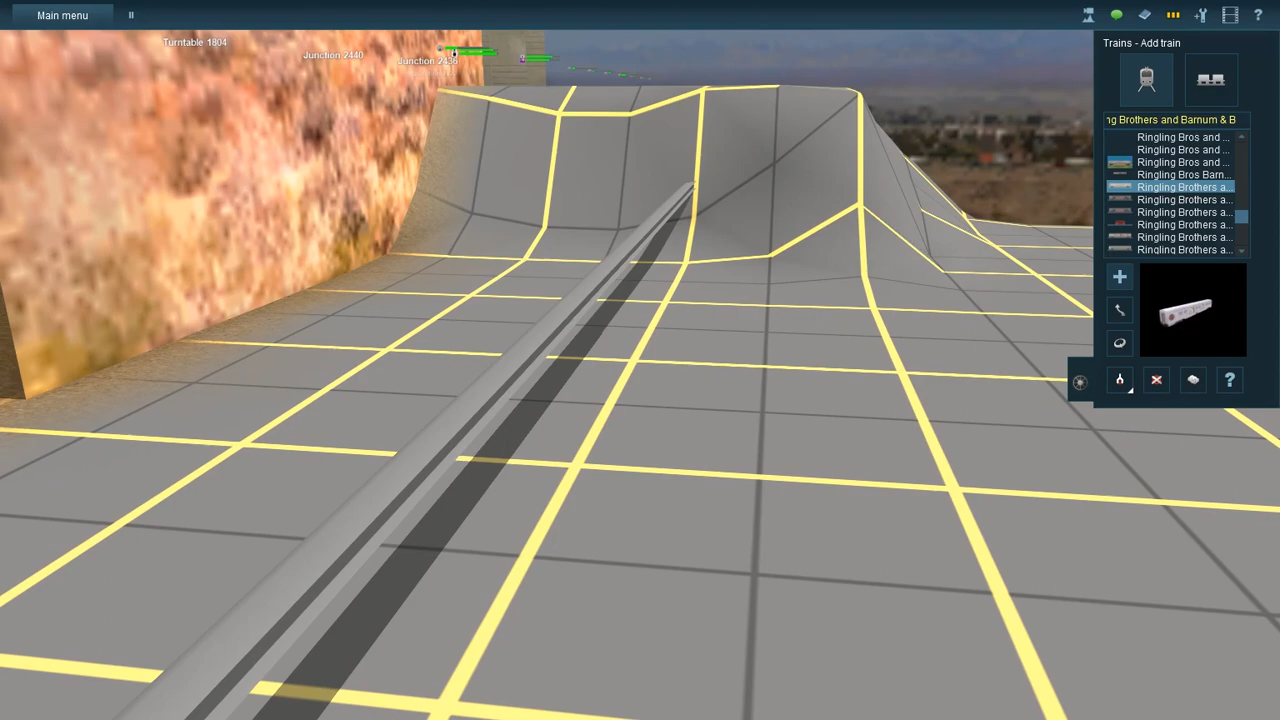 Main menu
Turntable 1804
Junction 2440
Junction 2436
Trains - Add train
ng Brothers and Barnum & B
Ringling Bros and ...
Ringling Bros and ...
Ringling Bros and ...
Ringling Bros Barn...
Ringling Brothers a...
Ringling Brothers a...
Ringling Brothers a...
Ringling Brothers a...
Ringling Brothers a...
Ringling Brothers a...
?
?